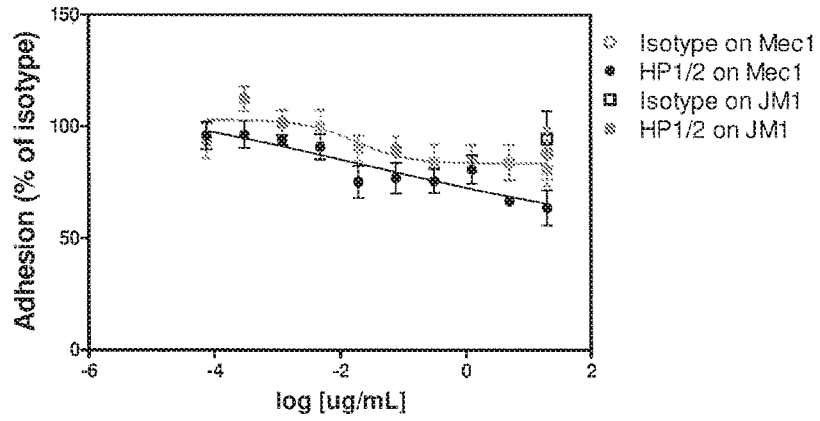 150
100
50
0
Adhesion (% of isotype)
-6
-4
-2
0
2
log [ug/mL]
Isotype on Mec1
HP1/2 on Mec1
Isotype on JM1
HP1/2 on JM1